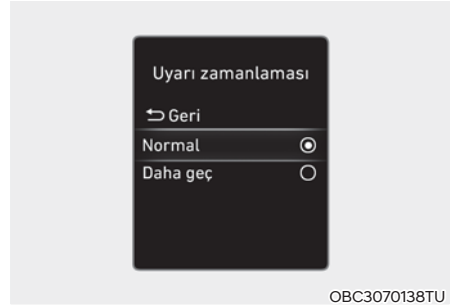 Uyarı zamanlaması
Geri
Normal
Daha geç
OBC3070138TU